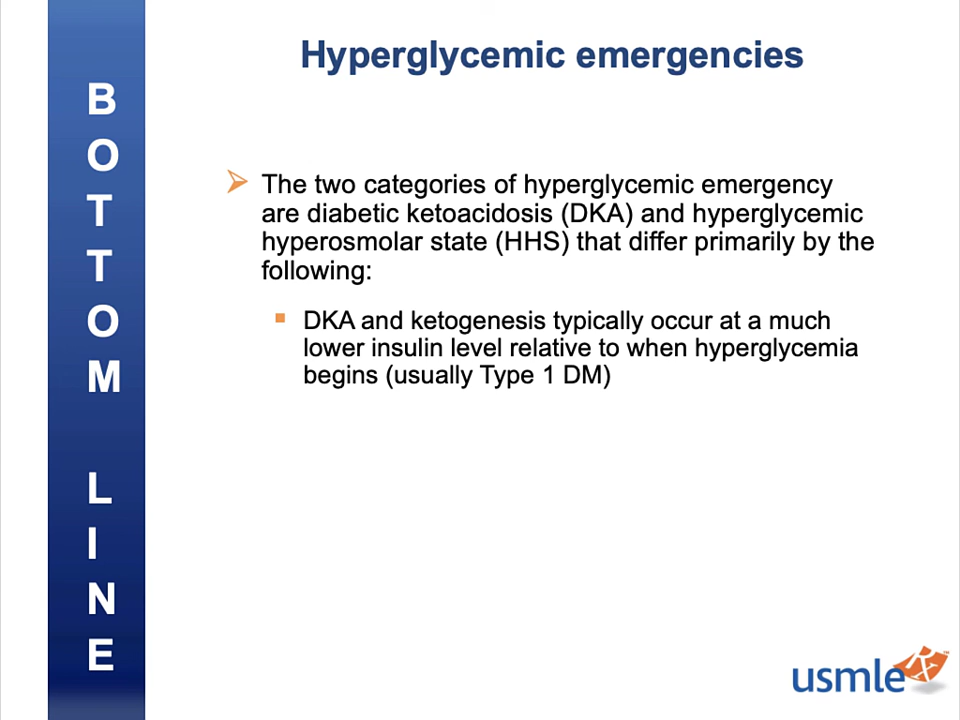 Hyperglycemic emergencies
B
O
T
T
O
M
L
I
N
E
The two categories of hyperglycemic emergency
are diabetic ketoacidosis (DKA) and hyperglycemic
hyperosmolar state (HHS) that differ primarily by the
following:
DKA and ketogenesis typically occur at a much
lower insulin level relative to when hyperglycemia
begins (usually Type 1 DM)
usmle Rx